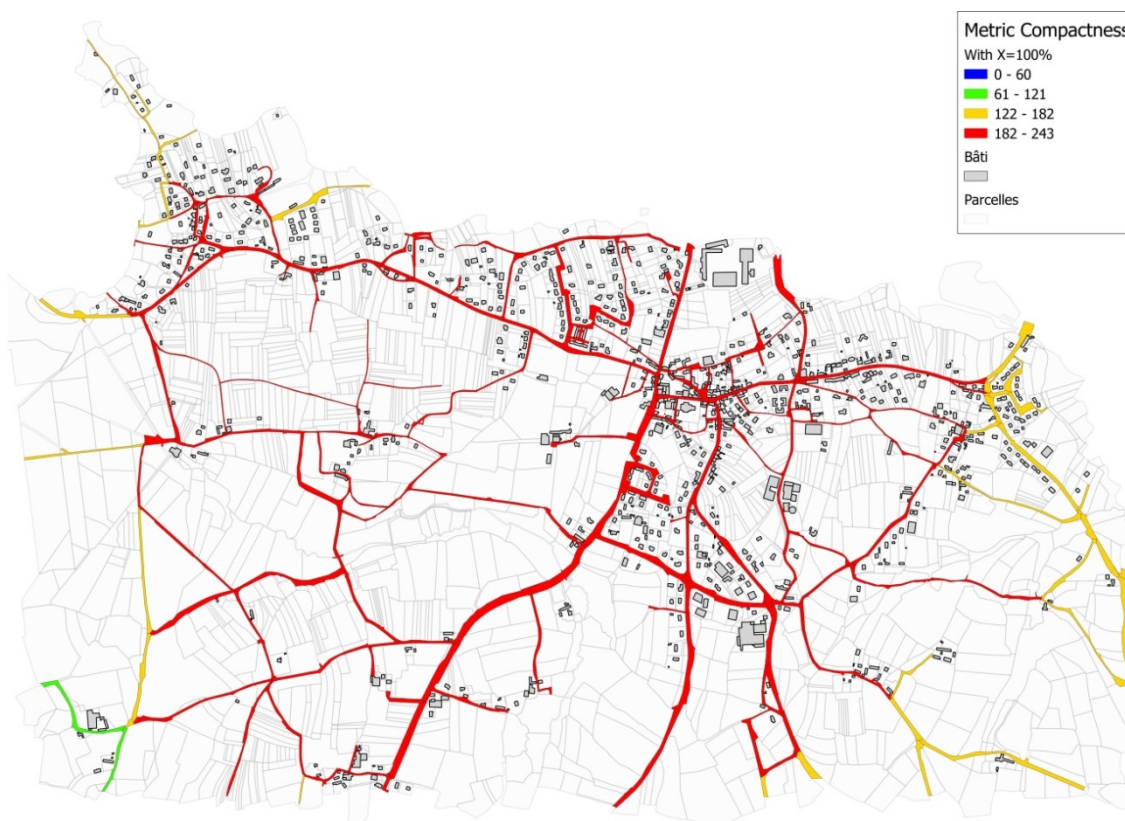 Metric Compactness
With X=100%
0 - 60
61 - 121
122 - 182
182 - 243
Bâti
Parcelles